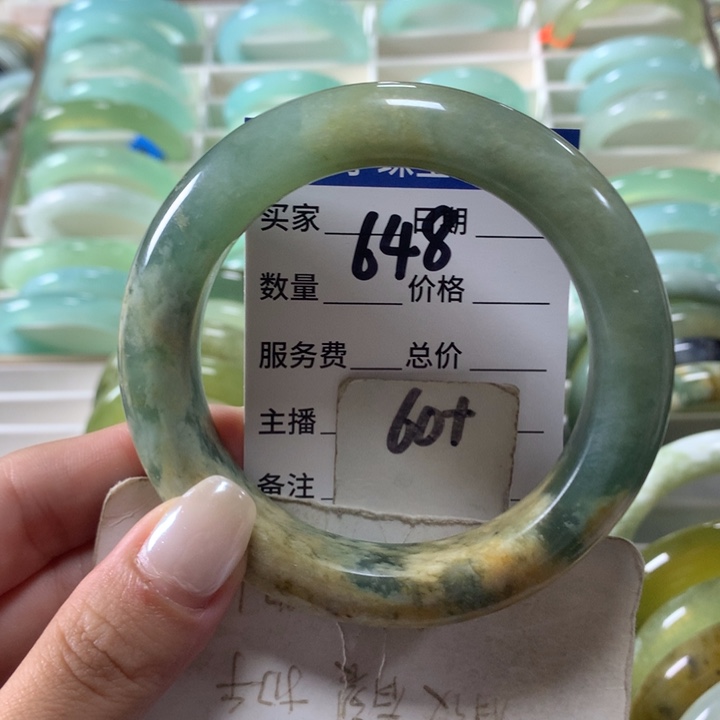 买家 日期
648
数量 价格
服务费 总价
主播
60+
备注